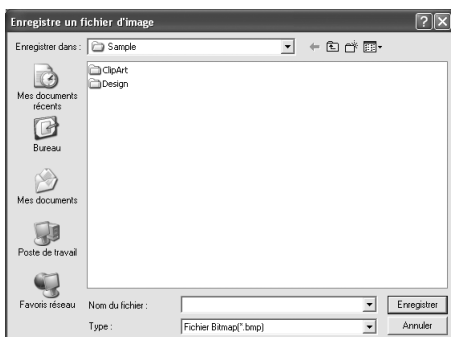 Enregistre un fichier d'image
Enregistrer dans :
Sample
ClipArt
Design
Mes documents
récents
Bureau
Mes documents
Poste de travail
Favoris réseau
Nom du fichier :
Enregistrer
Type :
Fichier Bitmap(*.bmp)
Annuler